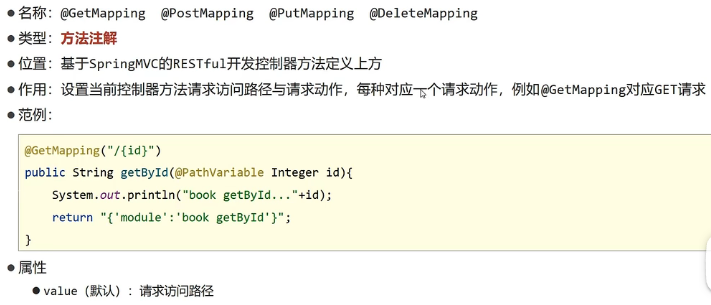 名称：@GetMapping @PostMapping @PutMapping @DeleteMapping
类型：方法注解
位置：基于SpringMVC的RESTful开发控制器方法定义上方
作用：设置当前控制器方法请求访问路径与请求动作，每种对应一个请求动作，例如@GetMapping对应GET请求
范例：
@GetMapping("/{id}")
public String getById(@PathVariable Integer id){
    System.out.println("book getById..."+id);
    return "{'module':'book getById'}";
}
属性
value（默认）：请求访问路径